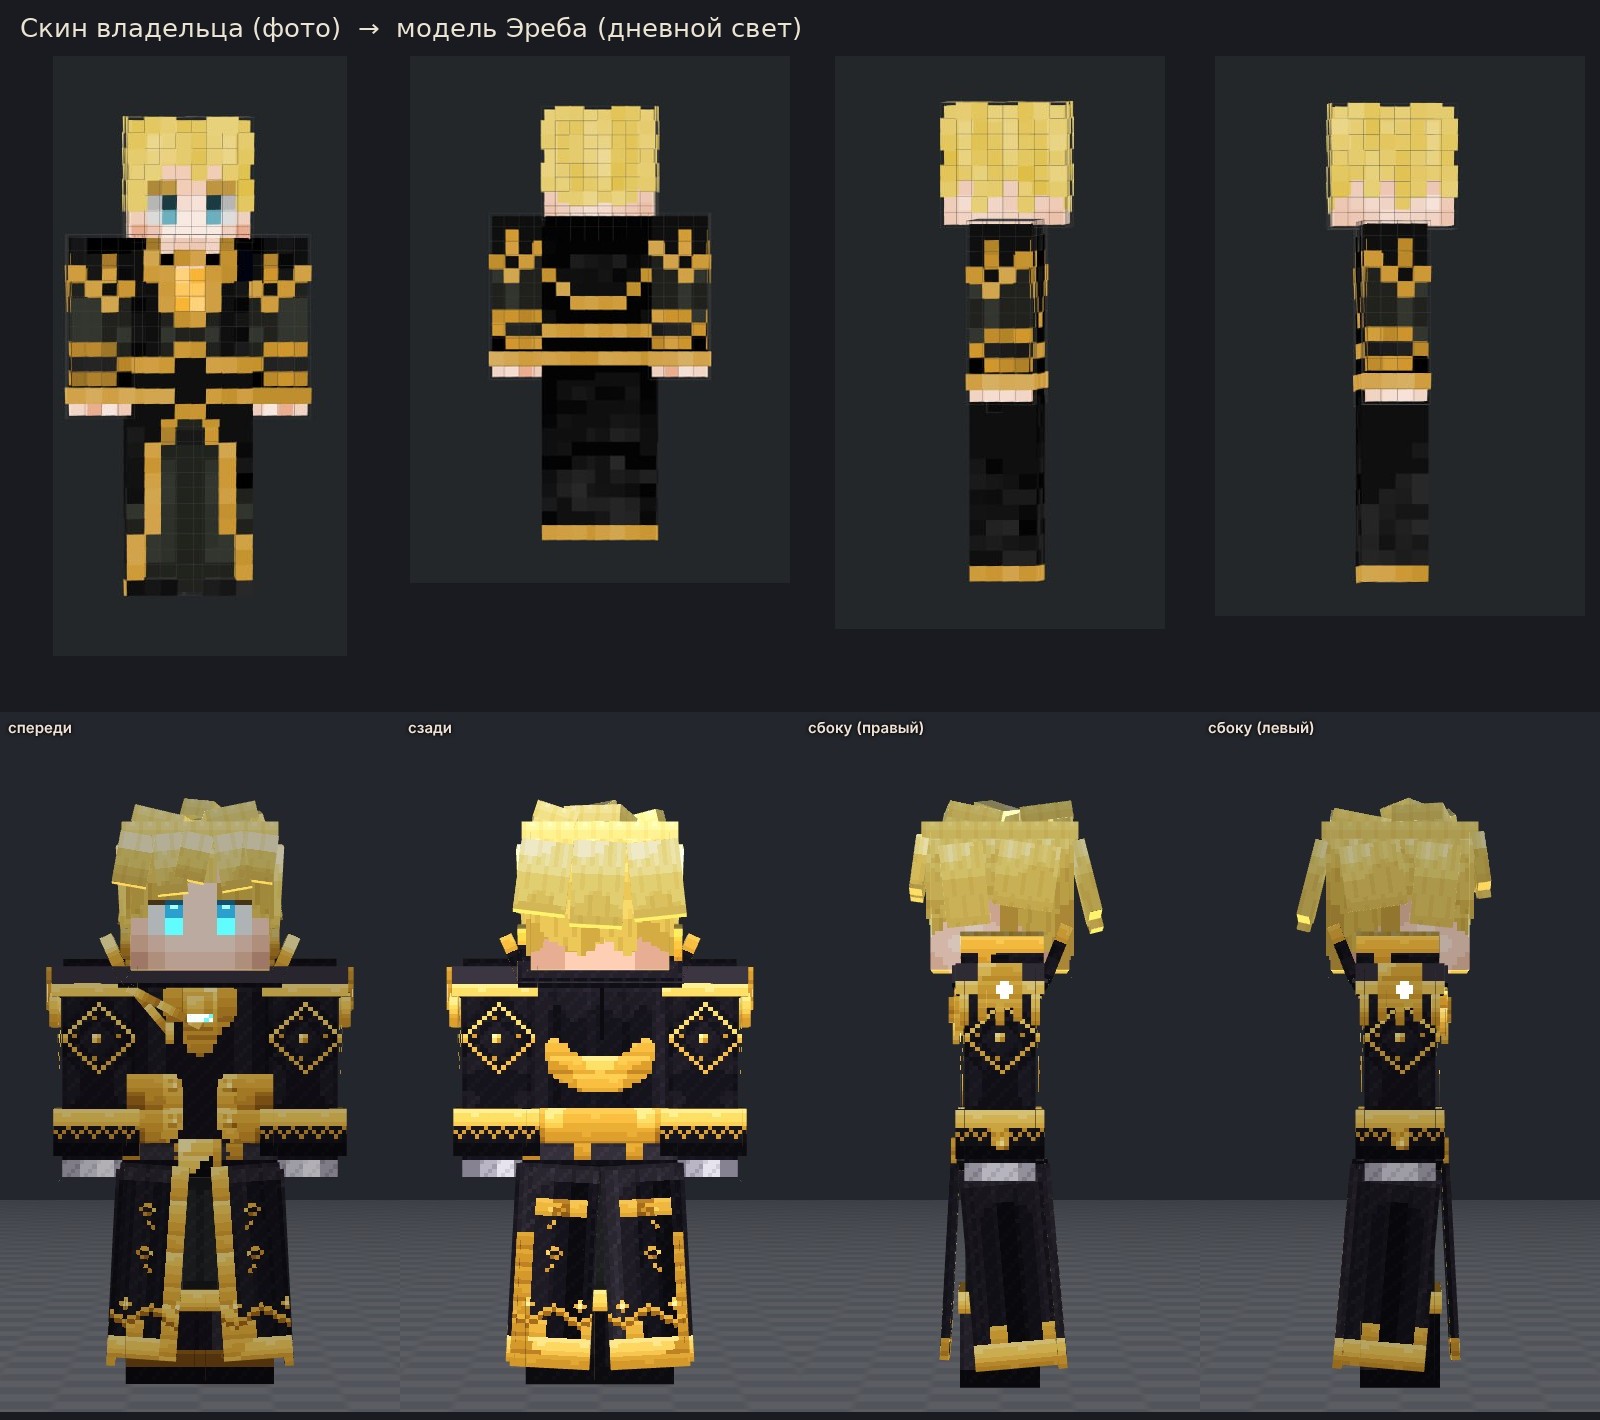 Скин владельца (фото) → модель Эреба (дневной свет)
спереди
сзади
сбоку (правый)
сбоку (левый)